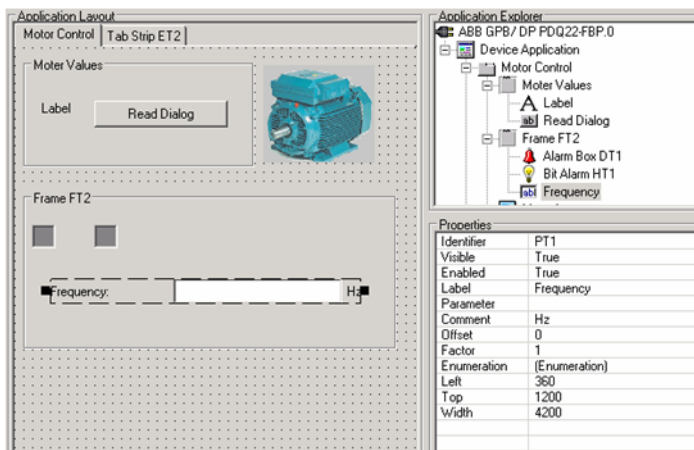 Application Layout
Motor Control
Tab Strip ET2
Moter Values
Label
Read Dialog
Frame FT2
Frequency:
Hz
Application Explorer
ABB GPB/ DP PDQ22-FBP.0
Device Application
Motor Control
Moter Values
A Label
ab Read Dialog
Frame FT2
Alarm Box DT1
Bit Alarm HT1
abl Frequency
Properties
Identifier PT1
Visible True
Enabled True
Label Frequency
Parameter
Comment Hz
Offset 0
Factor 1
Enumeration (Enumeration)
Left 360
Top 1200
Width 4200